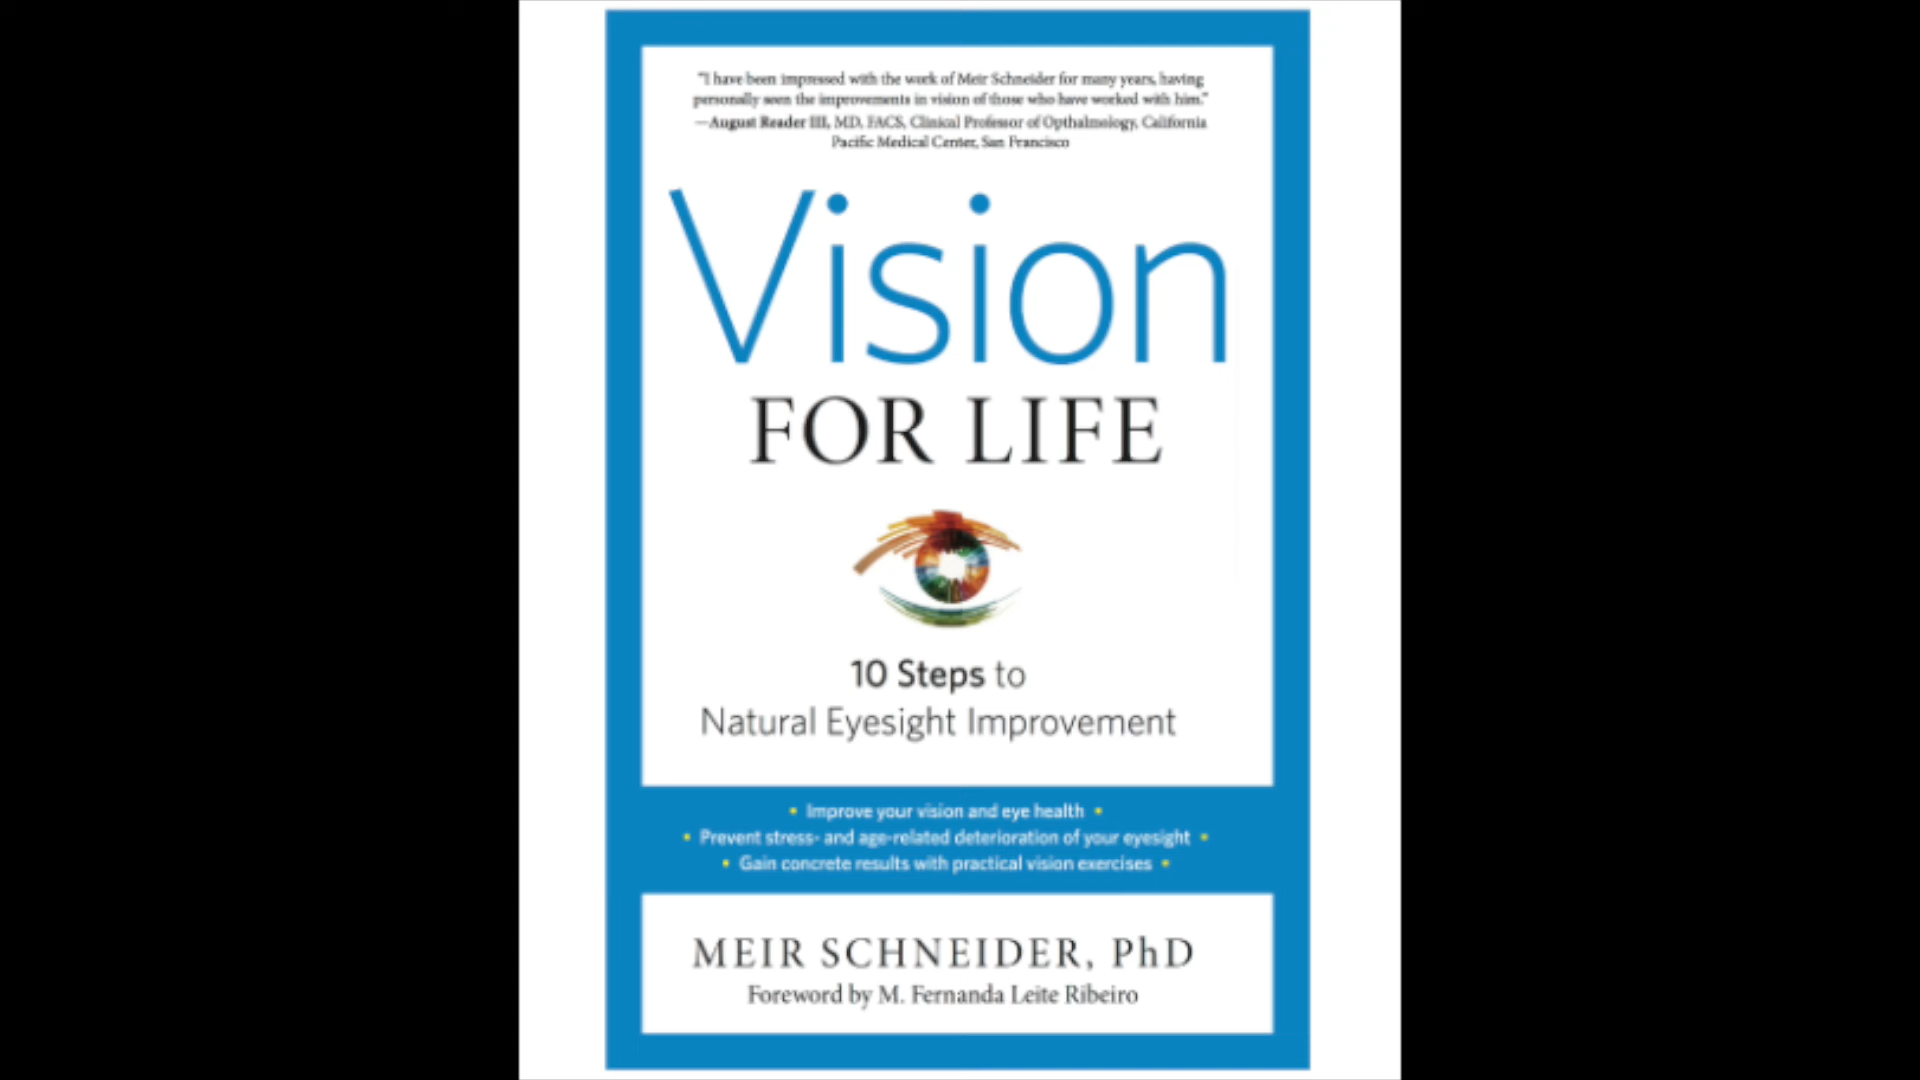 "I have been impressed with the work of Meir Schneider for many years, having
personally seen the improvements in vision of those who have worked with him."
—August Reader III, MD, FACS, Clinical Professor of Opthalmology, California
Pacific Medical Center, San Francisco
Vision
FOR LIFE
10 Steps to
Natural Eyesight Improvement
• Improve your vision and eye health •
• Prevent stress- and age-related deterioration of your eyesight •
• Gain concrete results with practical vision exercises •
MEIR SCHNEIDER, PhD
Foreword by M. Fernanda Leite Ribeiro